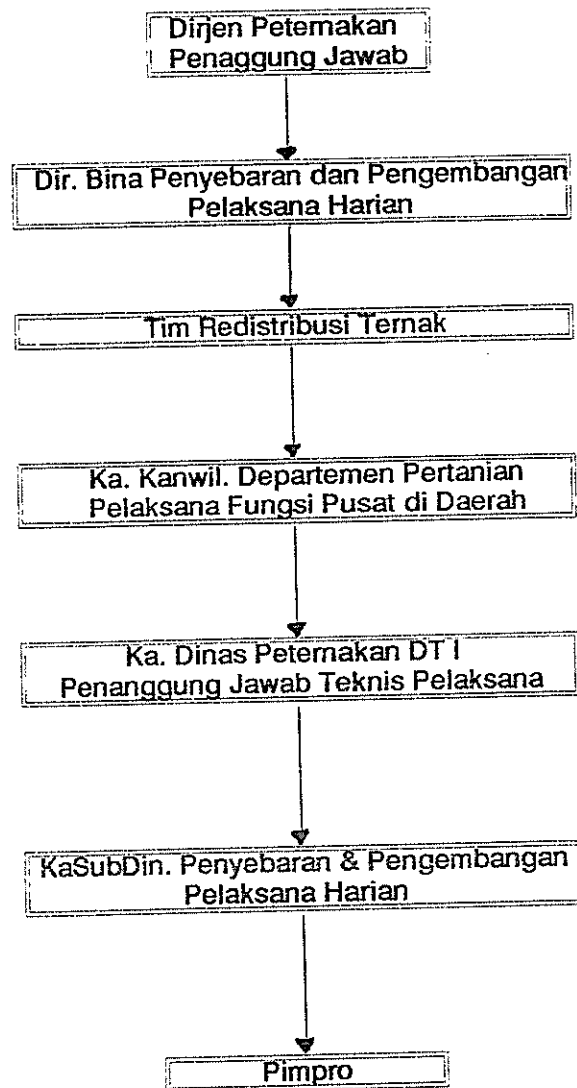 Dirjen Peternakan
Penaggung Jawab
Dir. Bina Penyebaran dan Pengembangan
Pelaksana Harian
Tim Redistribusi Ternak
Ka. Kanwil. Departemen Pertanian
Pelaksana Fungsi Pusat di Daerah
Ka. Dinas Peternakan DT I
Penanggung Jawab Teknis Pelaksana
KaSubDin. Penyebaran & Pengembangan
Pelaksana Harian
Pimpro